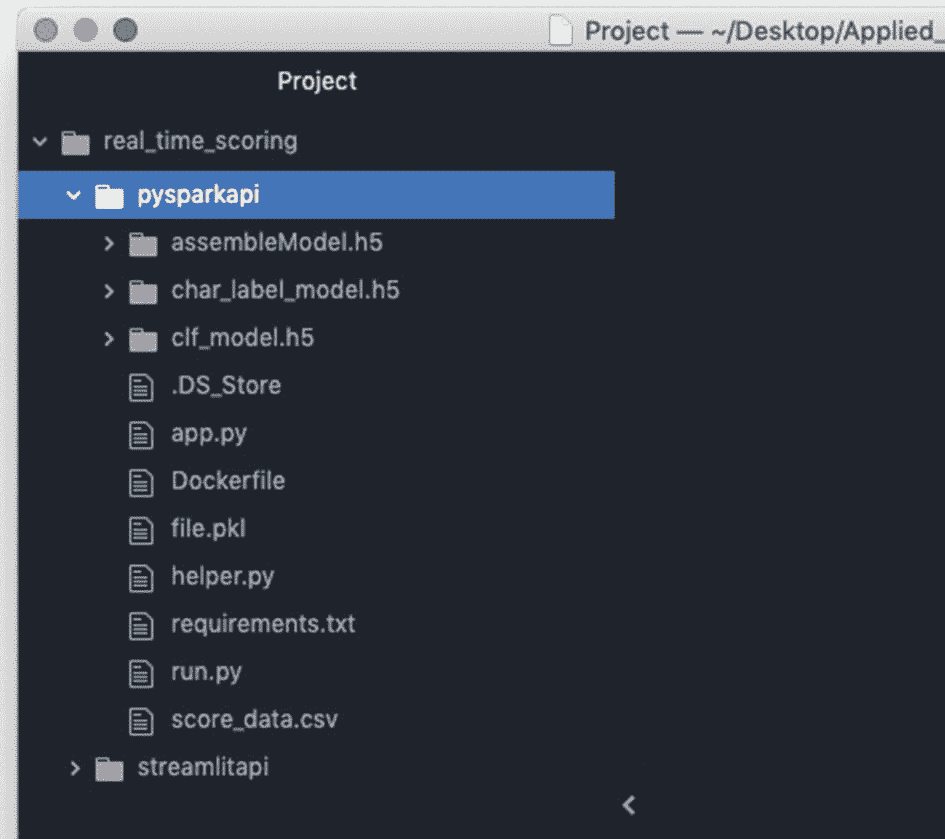 Project — ~/Desktop/Applied_
Project
real_time_scoring
pysparkapi
assembleModel.h5
char_label_model.h5
clf_model.h5
.DS_Store
app.py
Dockerfile
file.pkl
helper.py
requirements.txt
run.py
score_data.csv
streamlitapi